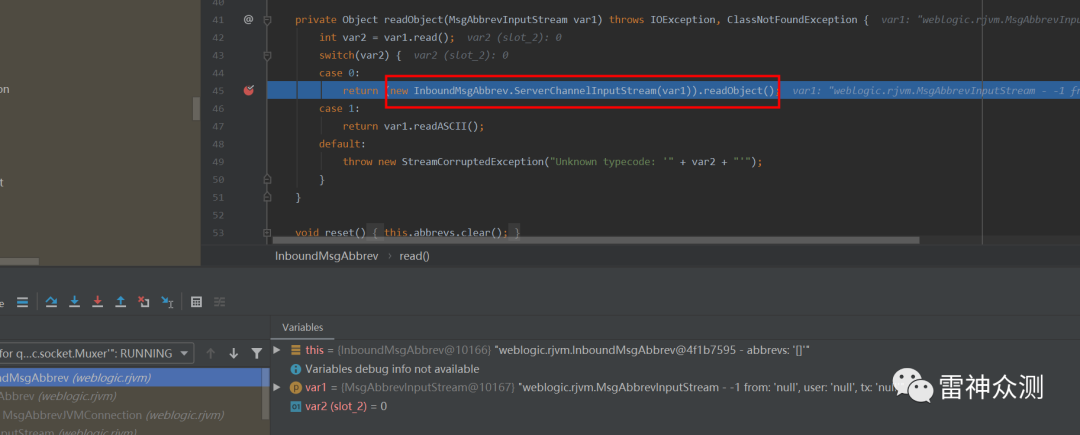 40
41 @ private Object readObject(MsgAbbrevInputStream var1) throws IOException, ClassNotFoundException { var1: "weblogic.rjvm.MsgAbbrevInpu
42 int var2 = var1.read(); var2 (slot_2): 0
43 switch(var2) { var2 (slot_2): 0
44 case 0:
45 return (new InboundMsgAbbrev.ServerChannelInputStream(var1)).readObject(); var1: "weblogic.rjvm.MsgAbbrevInputStream - -1 fr
46 case 1:
47 return var1.readASCII();
48 default:
49 throw new StreamCorruptedException("Unknown typecode: '" + var2 + "'");
50 }
51 }
52
53 void reset() { this.abbrevs.clear(); }
on
t
InboundMsgAbbrev › read()
e
Variables
for q...c.socket.Muxer'": RUNNING
this = {InboundMsgAbbrev@10166} "weblogic.rjvm.InboundMsgAbbrev@4f1b7595 - abbrevs: '[]'"
Variables debug info not available
var1 = {MsgAbbrevInputStream@10167} "weblogic.rjvm.MsgAbbrevInputStream - -1 from: 'null', user: 'null', tx: 'nul
var2 (slot_2) = 0
ndMsgAbbrev (weblogic.rjvm)
Abbrev (weblogic.rjvm)
MsgAbbrevJVMConnection (weblogic.rjvm)
putStream (weblogic.rjvm)
雷神众测